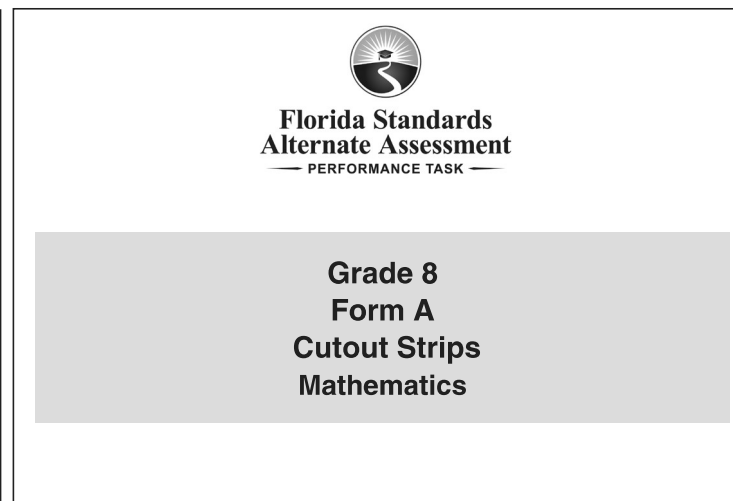 Florida Standards
Alternate Assessment
PERFORMANCE TASK
Grade 8
Form A
Cutout Strips
Mathematics